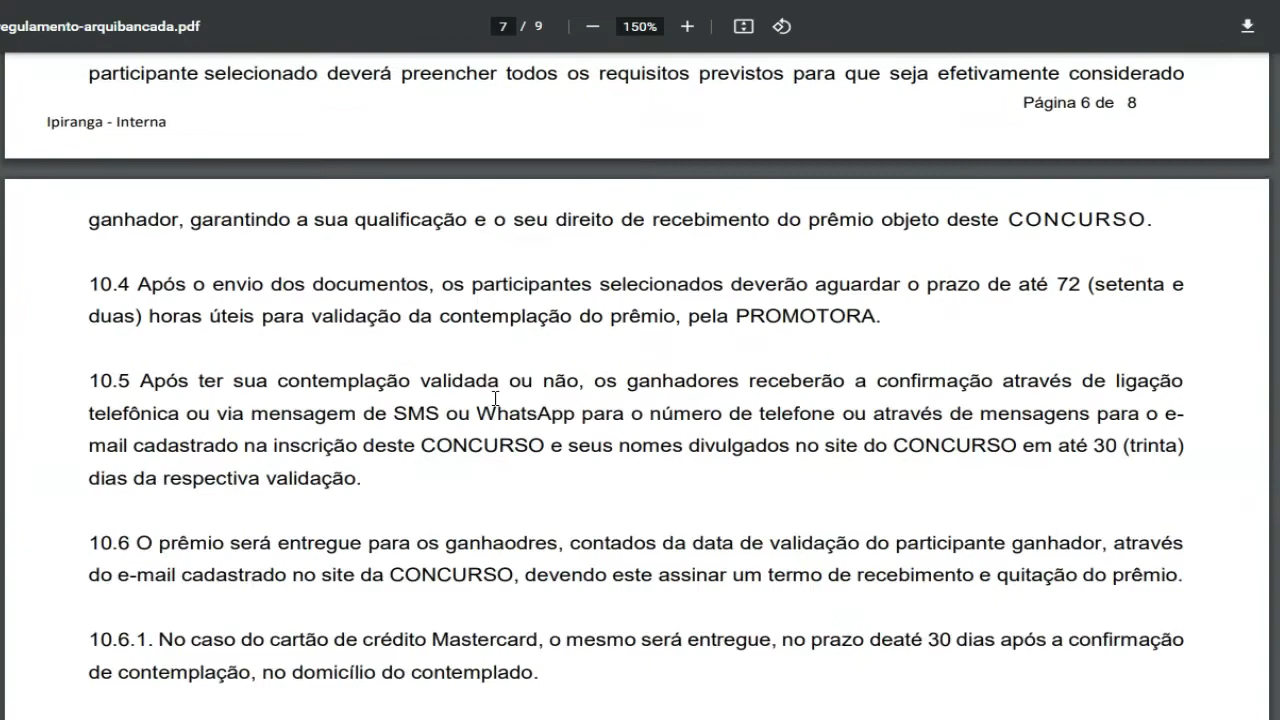 regulamento-arquibancada.pdf
7 / 9
150%
participante selecionado deverá preencher todos os requisitos previstos para que seja efetivamente considerado
Página 6 de 8
Ipiranga - Interna
ganhador, garantindo a sua qualificação e o seu direito de recebimento do prêmio objeto deste CONCURSO.
10.4 Após o envio dos documentos, os participantes selecionados deverão aguardar o prazo de até 72 (setenta e
duas) horas úteis para validação da contemplação do prêmio, pela PROMOTORA.
10.5 Após ter sua contemplação validada ou não, os ganhadores receberão a confirmação através de ligação
telefônica ou via mensagem de SMS ou WhatsApp para o número de telefone ou através de mensagens para o e-
mail cadastrado na inscrição deste CONCURSO e seus nomes divulgados no site do CONCURSO em até 30 (trinta)
dias da respectiva validação.
10.6 O prêmio será entregue para os ganhaodres, contados da data de validação do participante ganhador, através
do e-mail cadastrado no site da CONCURSO, devendo este assinar um termo de recebimento e quitação do prêmio.
10.6.1. No caso do cartão de crédito Mastercard, o mesmo será entregue, no prazo deaté 30 dias após a confirmação
de contemplação, no domicílio do contemplado.